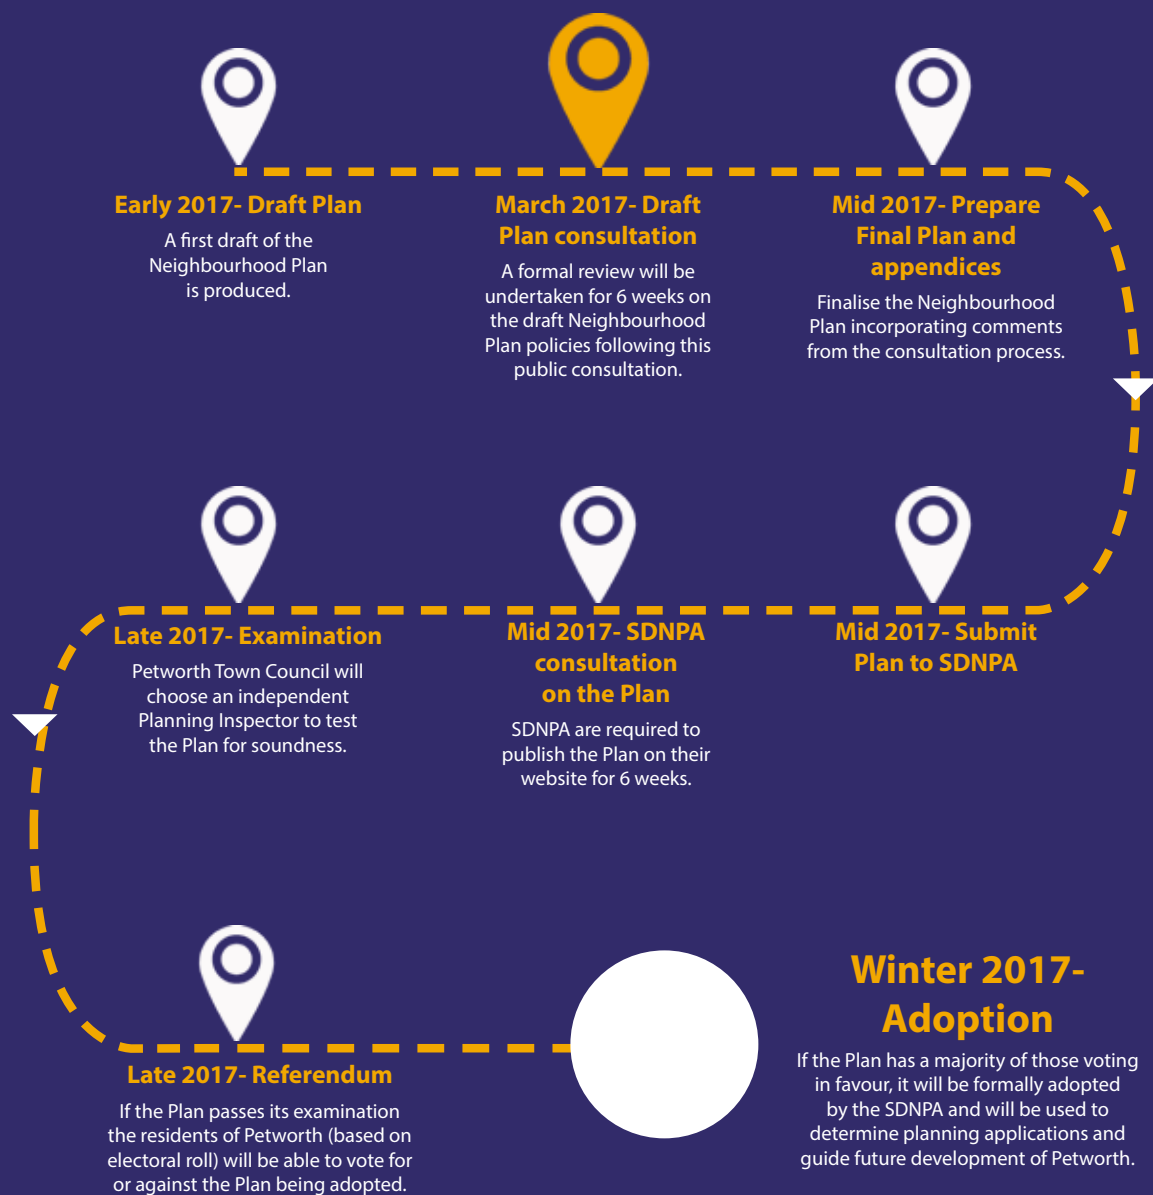 Early 2017- Draft Plan
A first draft of the
Neighbourhood Plan
is produced.
March 2017- Draft
Plan consultation
A formal review will be
undertaken for 6 weeks on
the draft Neighbourhood
Plan policies following this
public consultation.
Mid 2017- Prepare
Final Plan and
appendices
Finalise the Neighbourhood
Plan incorporating comments
from the consultation process.
Mid 2017- Submit
Plan to SDNPA
Mid 2017- SDNPA
consultation
on the Plan
SDNPA are required to
publish the Plan on their
website for 6 weeks.
Late 2017- Examination
Petworth Town Council will
choose an independent
Planning Inspector to test
the Plan for soundness.
Late 2017- Referendum
If the Plan passes its examination
the residents of Petworth (based on
electoral roll) will be able to vote for
or against the Plan being adopted.
Winter 2017-
Adoption
If the Plan has a majority of those voting
in favour, it will be formally adopted
by the SDNPA and will be used to
determine planning applications and
guide future development of Petworth.